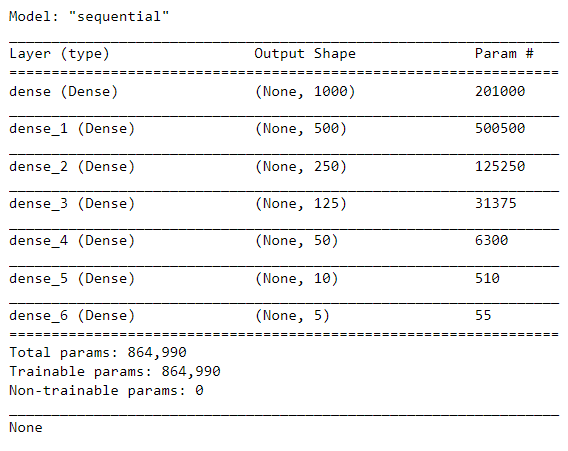 Model: "sequential"
_________________________________________________________________
Layer (type)                 Output Shape              Param #
=================================================================
dense (Dense)                (None, 1000)              201000
_________________________________________________________________
dense_1 (Dense)              (None, 500)               500500
_________________________________________________________________
dense_2 (Dense)              (None, 250)               125250
_________________________________________________________________
dense_3 (Dense)              (None, 125)               31375
_________________________________________________________________
dense_4 (Dense)              (None, 50)                6300
_________________________________________________________________
dense_5 (Dense)              (None, 10)                510
_________________________________________________________________
dense_6 (Dense)              (None, 5)                 55
=================================================================
Total params: 864,990
Trainable params: 864,990
Non-trainable params: 0
_________________________________________________________________
None